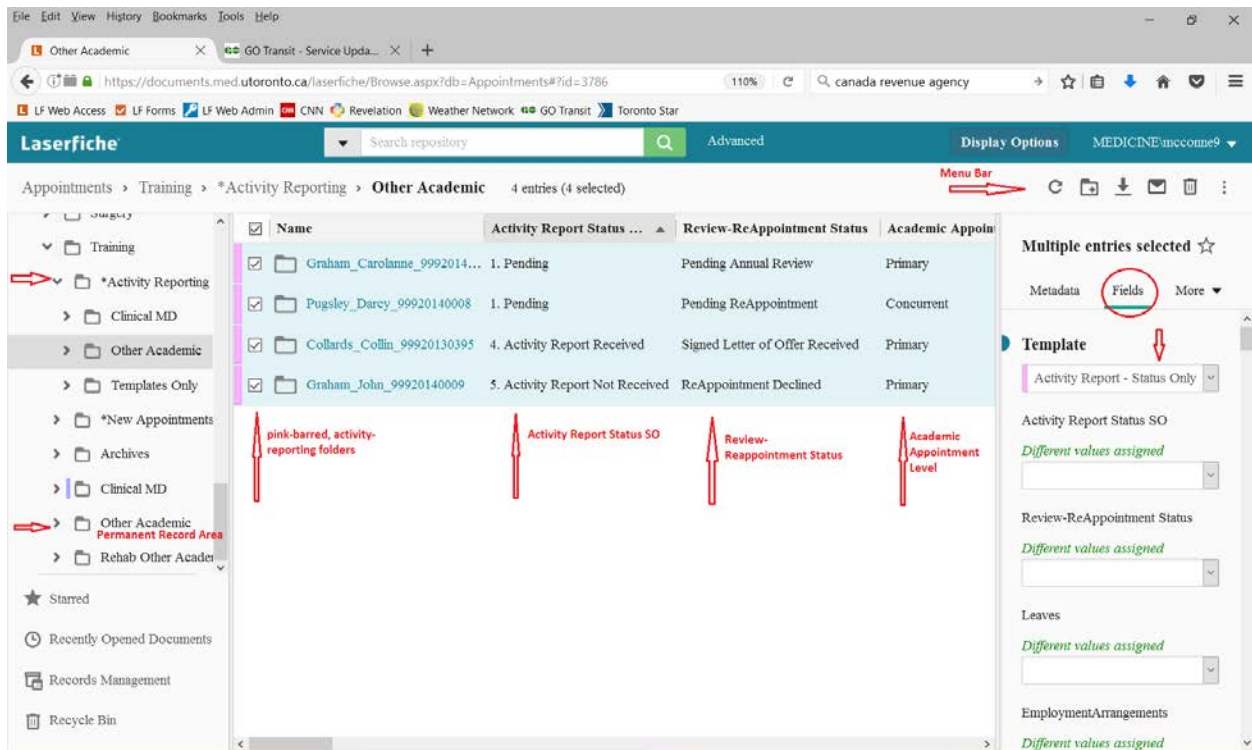 File Edit View History Bookmarks Tools Help
Other Academic
GO Transit - Service Upda...
https://documents.med.utoronto.ca/laserfiche/Browse.aspx?db=Appointments#?id=3786
110%
canada revenue agency
LF Web Access LF Forms LF Web Admin CNN Revelation Weather Network GO Transit Toronto Star
Laserfiche
Search repository
Advanced
Display Options
MEDICINE\mcconne9
Appointments › Training › *Activity Reporting › Other Academic 4 entries (4 selected)
Menu Bar
Surgery
Training
*Activity Reporting
Clinical MD
Other Academic
Templates Only
*New Appointments
Archives
Clinical MD
Other Academic
Permanent Record Area
Rehab Other Acader
Starred
Recently Opened Documents
Records Management
Recycle Bin
Name Activity Report Status ... Review-ReAppointment Status Academic Appoin
Graham_Carolanne_9992014... 1. Pending Pending Annual Review Primary
Pugsley_Darcy_99920140008 1. Pending Pending ReAppointment Concurrent
Collards_Collin_99920130395 4. Activity Report Received Signed Letter of Offer Received Primary
Graham_John_99920140009 5. Activity Report Not Received ReAppointment Declined Primary
pink-barred, activity-
reporting folders
Activity Report Status SO
Review-
Reappointment Status
Academic
Appointment
Level
Multiple entries selected
Metadata Fields More
Template
Activity Report - Status Only
Activity Report Status SO
Different values assigned
Review-ReAppointment Status
Different values assigned
Leaves
Different values assigned
EmploymentArrangements
Different values assigned